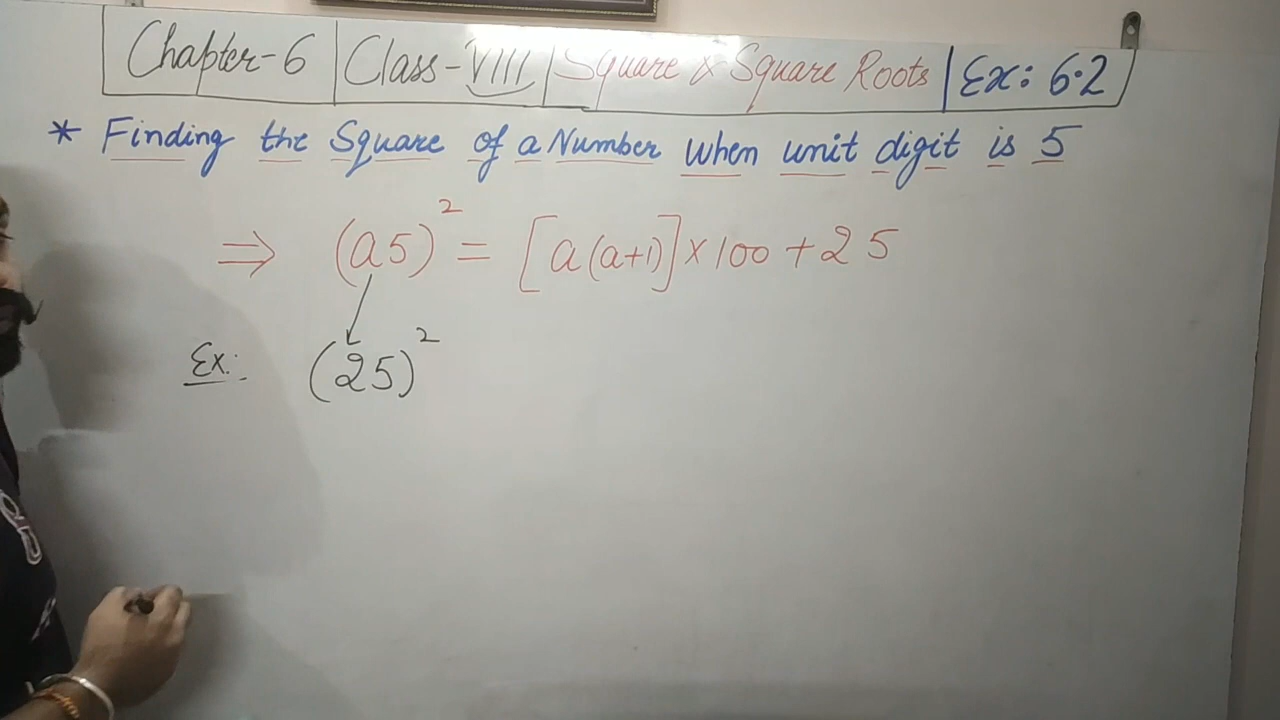 Chapter-6 | Class-VIII | Square & Square Roots | Ex: 6.2
* Finding the Square of a Number when unit digit is 5
⇒ (a5)² = [a(a+1)]×100+25
Ex: (25)²